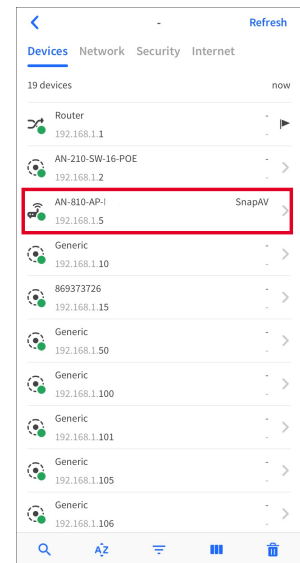 - Refresh
Devices Network Security Internet
19 devices now
Router -
192.168.1.1 -
AN-210-SW-16-POE -
192.168.1.2 -
AN-810-AP-I SnapAV
192.168.1.5 -
Generic -
192.168.1.10 -
869373726 -
192.168.1.15 -
Generic -
192.168.1.50 -
Generic -
192.168.1.100 -
Generic -
192.168.1.101 -
Generic -
192.168.1.105 -
Generic -
192.168.1.106 -
AZ